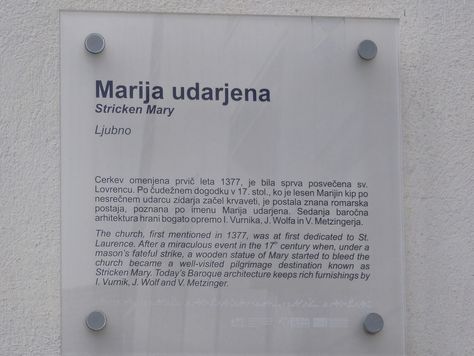 Marija udarjena
Stricken Mary
Ljubno
Cerkev omenjena prvič leta 1377, je bila sprva posvečena sv.
Lovrencu. Po čudežnem dogodku v 17. stol., ko je lesen Marijin kip po
nesrečnem udarcu zidarja začel krvaveti, je postala znana romarska
postaja, poznana po imenu Marija udarjena. Sedanja baročna
arhitektura hrani bogato opremo I. Vurnika, J. Wolfa in V. Metzingerja.
The church, first mentioned in 1377, was at first dedicated to St.
Laurence. After a miraculous event in the 17th century when, under a
mason's fateful strike, a wooden statue of Mary started to bleed the
church became a well-visited pilgrimage destination known as
Stricken Mary. Today's Baroque architecture keeps rich furnishings by
I. Vurnik, J. Wolf and V. Metzinger.